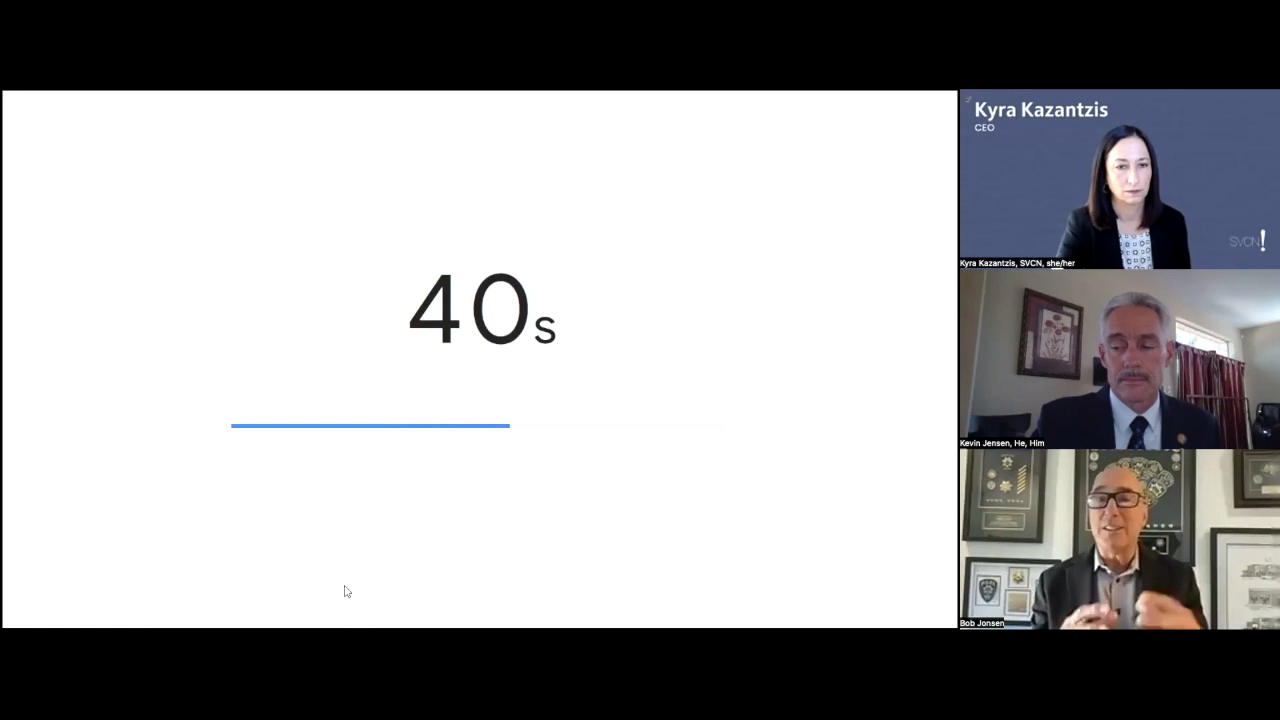 40s
Kyra Kazantzis
CEO
SVCN!
Kyra Kazantzis, SVCN, she/her
Kevin Jensen, He, Him
Bob Jonsen